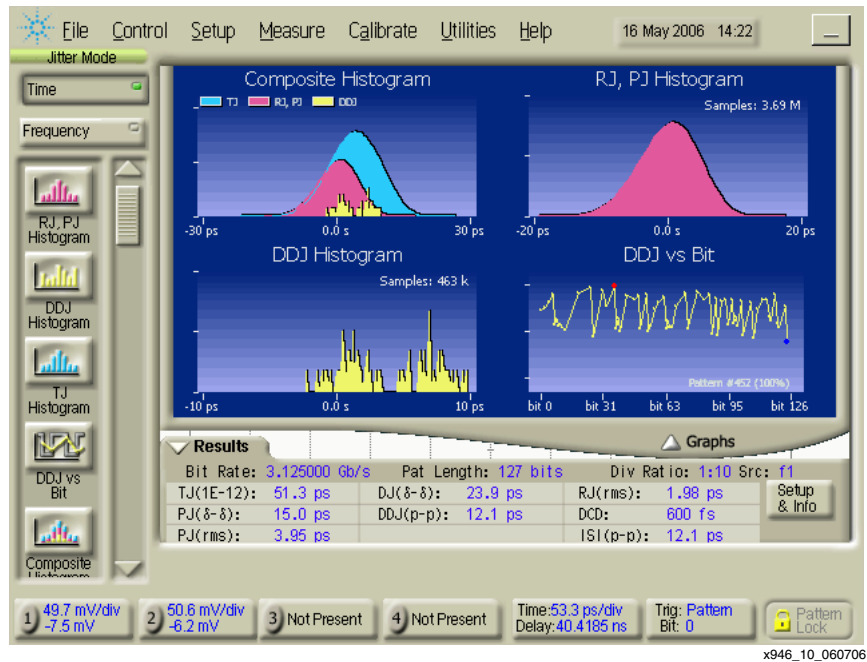 File Control Setup Measure Calibrate Utilities Help 16 May 2006 14:22
Jitter Mode
Time
Frequency
RJ, PJ
Histogram
DDJ
Histogram
TJ
Histogram
DDJ vs
Bit
Composite
Histogram
Composite Histogram
TJ RJ, PJ DDJ
-30 ps 0.0 s 30 ps
RJ, PJ Histogram
Samples: 3.69 M
-20 ps 0.0 s 20 ps
DDJ Histogram
Samples: 463 k
-10 ps 0.0 s 10 ps
DDJ vs Bit
Pattern #452 (100%)
bit 0 bit 31 bit 63 bit 95 bit 126
Results
Graphs
Bit Rate: 3.125000 Gb/s Pat Length: 127 bits Div Ratio: 1:10 Src: f1
TJ(1E-12): 51.3 ps DJ(δ-δ): 23.9 ps RJ(rms): 1.98 ps
PJ(δ-δ): 15.0 ps DDJ(p-p): 12.1 ps DCD: 600 fs
PJ(rms): 3.95 ps ISI(p-p): 12.1 ps
Setup
& Info
1) 49.7 mV/div
-7.5 mV
2) 50.6 mV/div
-6.2 mV
3) Not Present
4) Not Present
Time:53.3 ps/div
Delay:40.4185 ns
Trig: Pattern
Bit: 0
Pattern
Lock
x946_10_060706